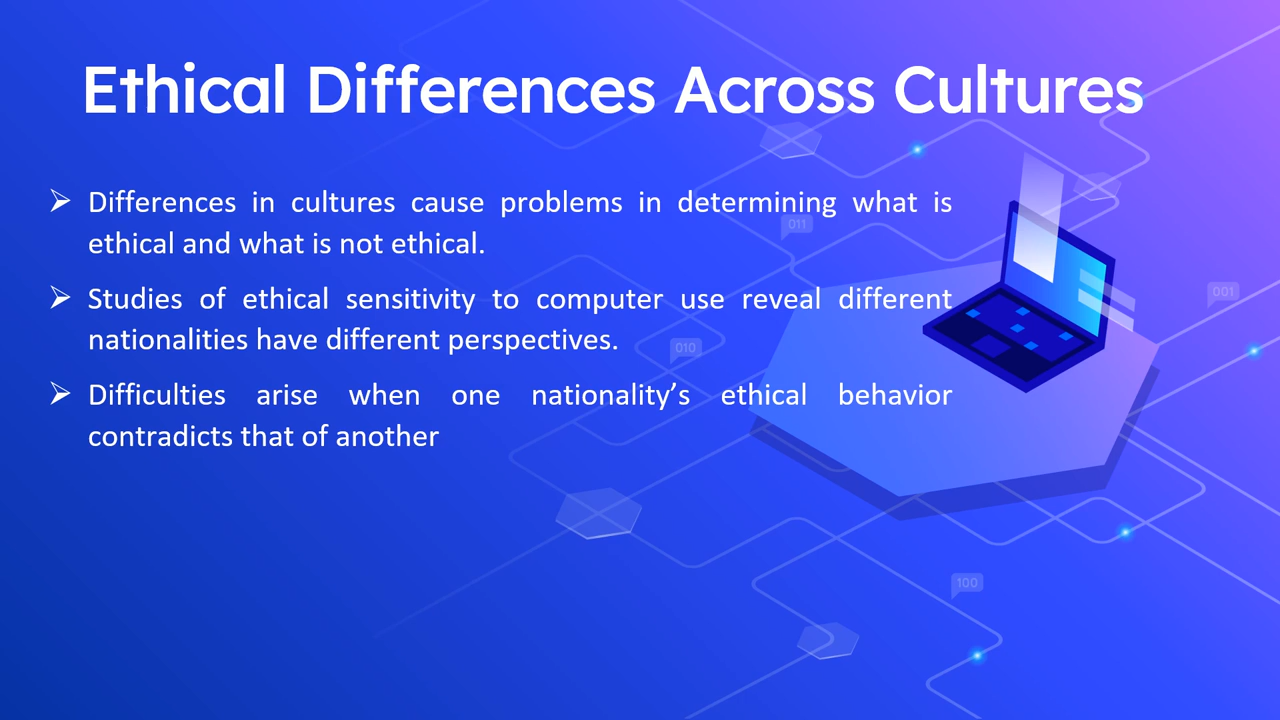 Ethical Differences Across Cultures
➢ Differences in cultures cause problems in determining what is
ethical and what is not ethical.
➢ Studies of ethical sensitivity to computer use reveal different
nationalities have different perspectives.
➢ Difficulties arise when one nationality’s ethical behavior
contradicts that of another
011
001
010
100